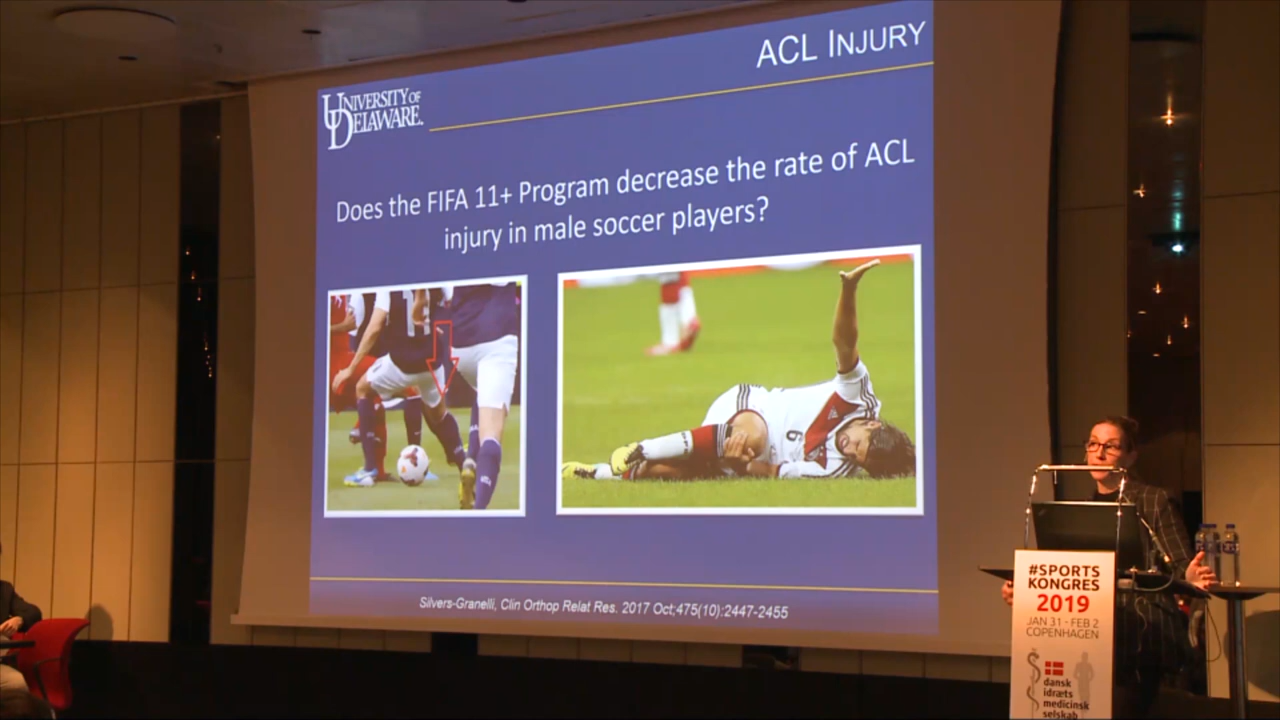 ACL INJURY
UNIVERSITY OF
DELAWARE.
Does the FIFA 11+ Program decrease the rate of ACL
injury in male soccer players?
11
6
Silvers-Granelli, Clin Orthop Relat Res. 2017 Oct;475(10):2447-2455
#SPORTS
KONGRES
2019
JAN 31 - FEB 2
COPENHAGEN
dansk
idræts
medicinsk
selskab